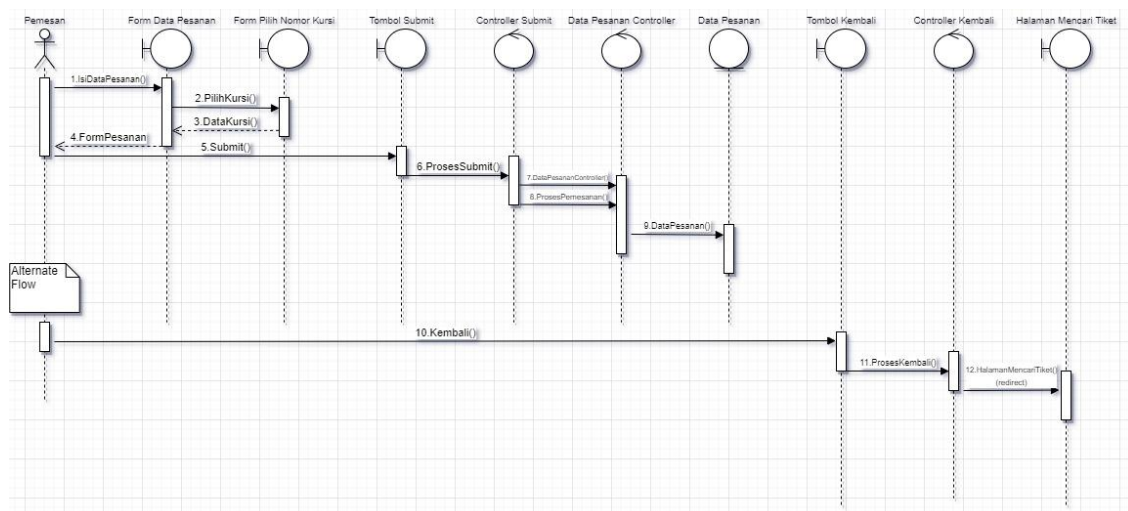 Pemesan
Form Data Pesanan
Form Pilih Nomor Kursi
Tombol Submit
Controller Submit
Data Pesanan Controller
Data Pesanan
Tombol Kembali
Controller Kembali
Halaman Mencari Tiket
1.IsiDataPesanan()
2.PilihKursi()
3.DataKursi()
4.FormPesanan
5.Submit()
6.ProsesSubmit()
7.DataPesananController()
8.ProsesPemesanan()
9.DataPesanan()
Alternate
Flow
10.Kembali()
11.ProsesKembali()
12.HalamanMencariTiket()
(redirect)